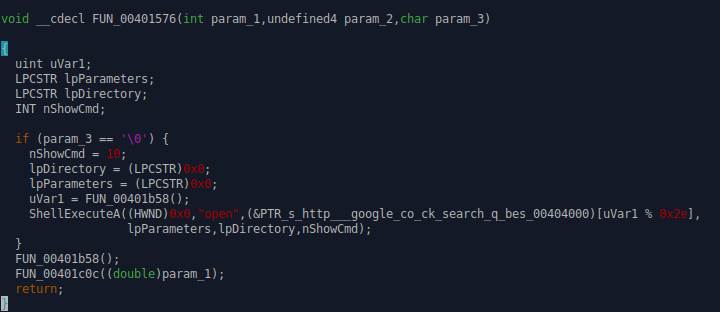 void __cdecl FUN_00401576(int param_1,undefined4 param_2,char param_3)
{
uint uVar1;
LPCSTR lpParameters;
LPCSTR lpDirectory;
INT nShowCmd;
if (param_3 == '\0') {
nShowCmd = 10;
lpDirectory = (LPCSTR)0x0;
lpParameters = (LPCSTR)0x0;
uVar1 = FUN_00401b58();
ShellExecuteA((HWND)0x0,"open",(&PTR_s_http___google_co_ck_search_q_bes_00404000)[uVar1 % 0x2e],
lpParameters,lpDirectory,nShowCmd);
}
FUN_00401b58();
FUN_00401c0c((double)param_1);
return;
}